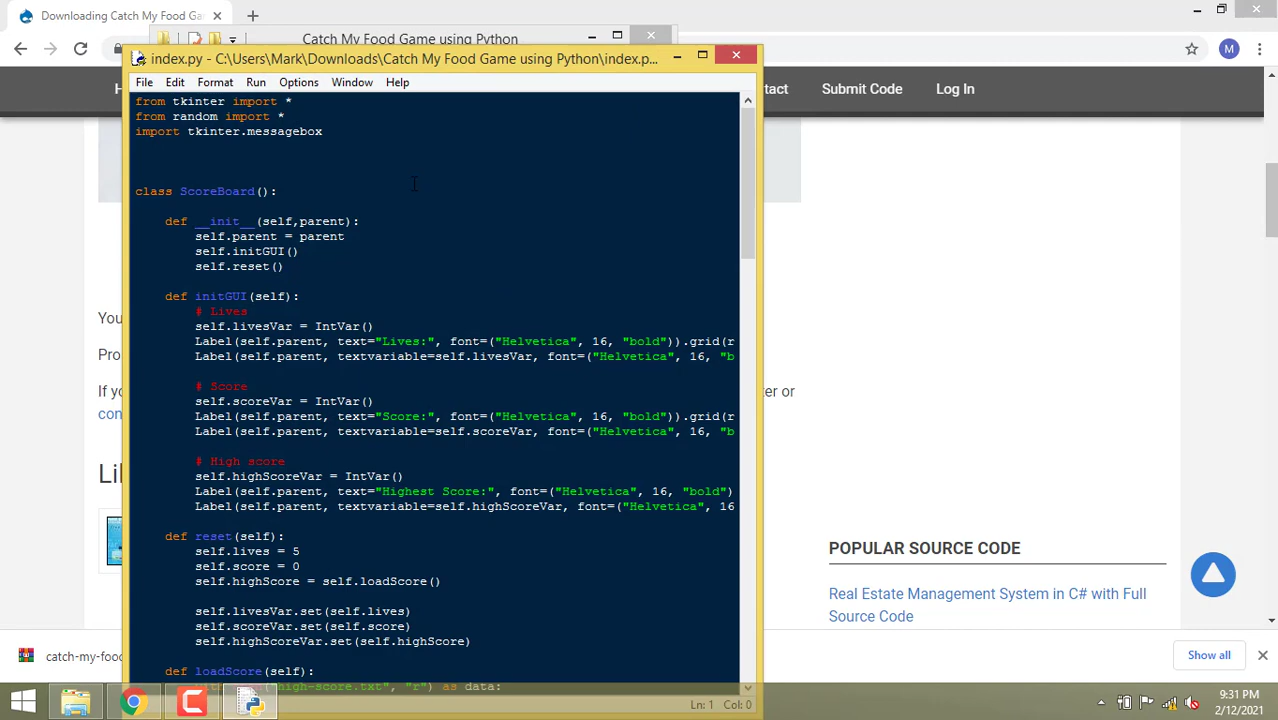 Downloading Catch My Food Ga
Catch My Food Game using Python
index.py - C:\Users\Mark\Downloads\Catch My Food Game using Python\index.p...
M
File Edit Format Run Options Window Help
H
tact Submit Code Log In
from tkinter import *
from random import *
import tkinter.messagebox
class ScoreBoard():
def __init__(self,parent):
self.parent = parent
self.initGUI()
self.reset()
def initGUI(self):
# Lives
self.livesVar = IntVar()
Label(self.parent, text="Lives:", font=("Helvetica", 16, "bold")).grid(r
Label(self.parent, textvariable=self.livesVar, font=("Helvetica", 16, "b
# Score
self.scoreVar = IntVar()
Label(self.parent, text="Score:", font=("Helvetica", 16, "bold")).grid(r
Label(self.parent, textvariable=self.scoreVar, font=("Helvetica", 16, "b
# High score
self.highScoreVar = IntVar()
Label(self.parent, text="Highest Score:", font=("Helvetica", 16, "bold")
Label(self.parent, textvariable=self.highScoreVar, font=("Helvetica", 16
def reset(self):
self.lives = 5
self.score = 0
self.highScore = self.loadScore()
self.livesVar.set(self.lives)
self.scoreVar.set(self.score)
self.highScoreVar.set(self.highScore)
def loadScore(self):
high-score.txt", "r") as data:
Ln: 1 Col: 0
You
Pro
If yo
ter or
con
Li
POPULAR SOURCE CODE
Real Estate Management System in C# with Full
Source Code
catch-my-foo
Show all
9:31 PM
2/12/2021